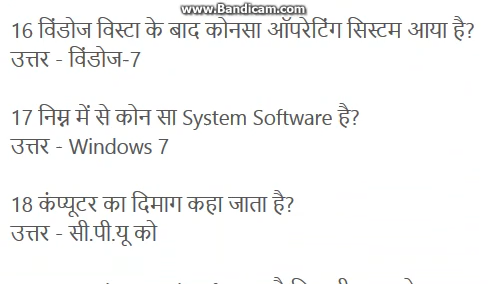 www.Bandicam.com
16 विंडोज विस्टा के बाद कोनसा ऑपरेटिंग सिस्टम आया है?
उत्तर - विंडोज-7
17 निम्न में से कोन सा System Software है?
उत्तर - Windows 7
18 कंप्यूटर का दिमाग कहा जाता है?
उत्तर - सी.पी.यू को